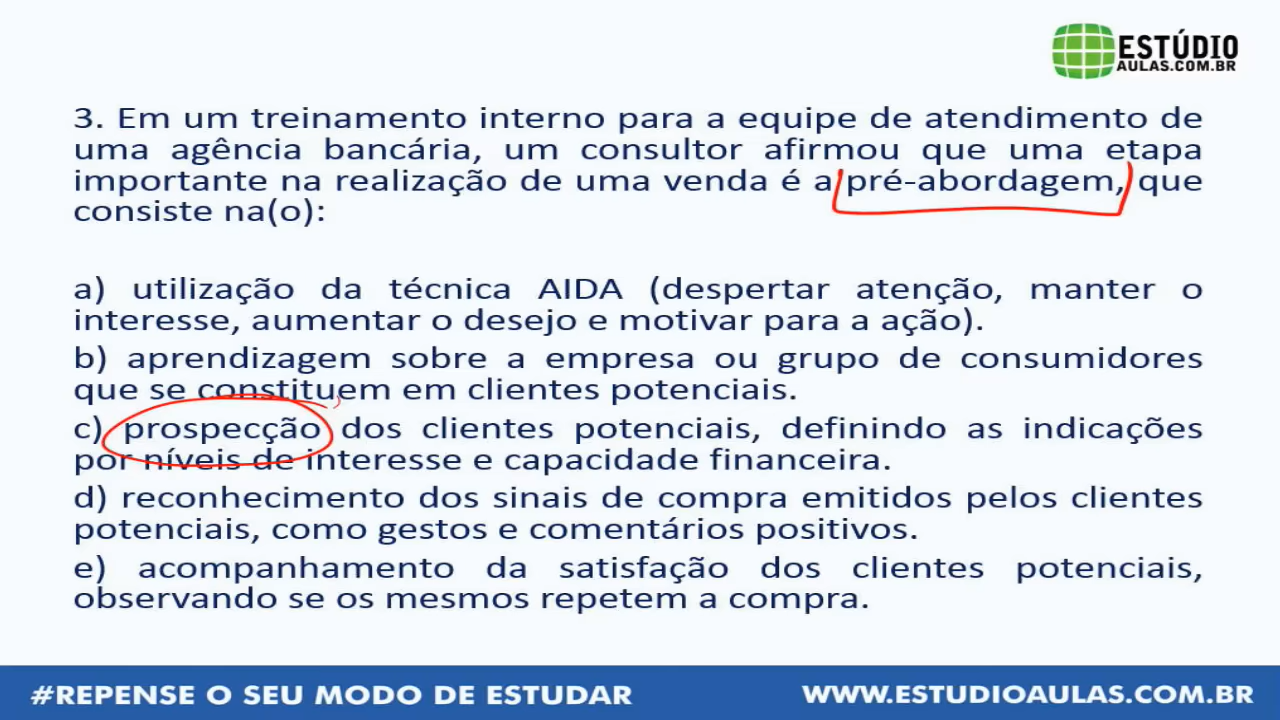 ESTÚDIO
AULAS.COM.BR
3. Em um treinamento interno para a equipe de atendimento de
uma agência bancária, um consultor afirmou que uma etapa
importante na realização de uma venda é a pré-abordagem, que
consiste na(o):
a) utilização da técnica AIDA (despertar atenção, manter o
interesse, aumentar o desejo e motivar para a ação).
b) aprendizagem sobre a empresa ou grupo de consumidores
que se constituem em clientes potenciais.
c) prospecção dos clientes potenciais, definindo as indicações
por níveis de interesse e capacidade financeira.
d) reconhecimento dos sinais de compra emitidos pelos clientes
potenciais, como gestos e comentários positivos.
e) acompanhamento da satisfação dos clientes potenciais,
observando se os mesmos repetem a compra.
#REPENSE O SEU MODO DE ESTUDAR
WWW.ESTUDIOAULAS.COM.BR